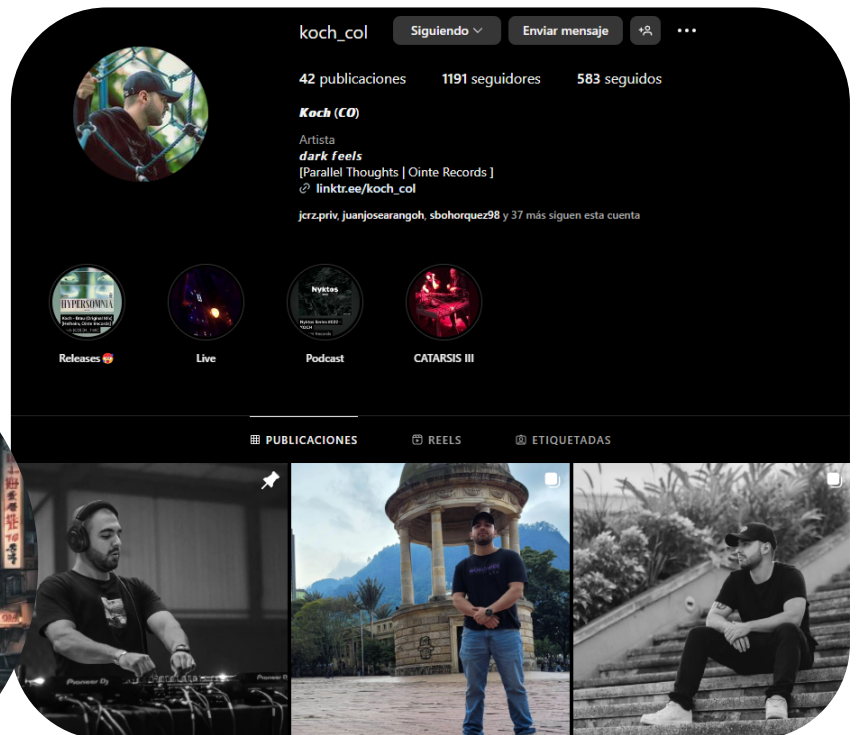 koch_col
Siguiendo
Enviar mensaje
42 publicaciones
1191 seguidores
583 seguidos
Koch (CO)
Artista
dark feels
[Parallel Thoughts | Ointe Records ]
linktr.ee/koch_col
jcrz.priv, juanjosearangoh, sbohorquez98 y 37 más siguen esta cuenta
HYPERSOMNIA
Nyktos
Releases
Live
Podcast
CATARSIS III
PUBLICACIONES
REELS
ETIQUETADAS
Pioneer Dj
Pioneer Dj